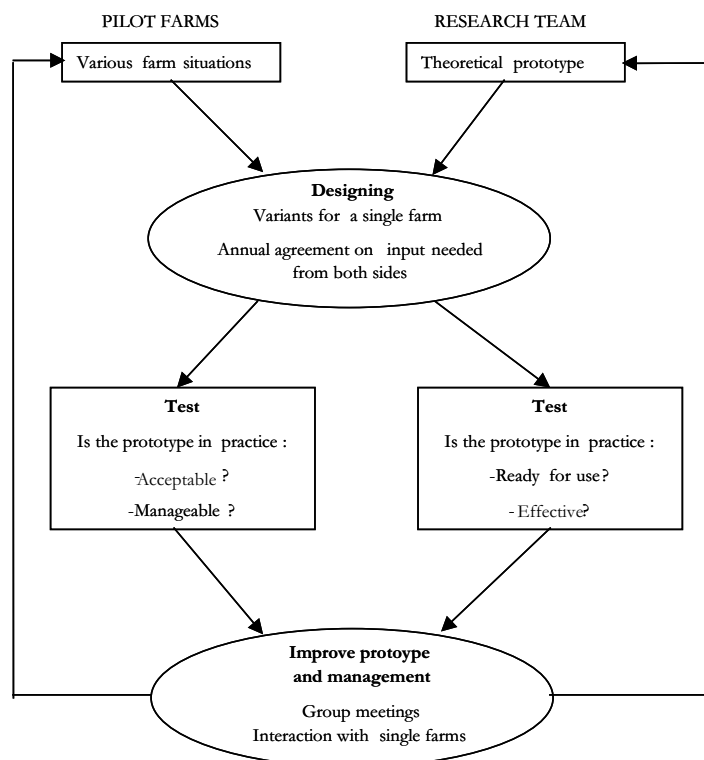 PILOT FARMS
RESEARCH TEAM
Various farm situations
Theoretical prototype
Designing
Variants for a single farm
Annual agreement on input needed
from both sides
Test
Is the prototype in practice :
-Acceptable ?
-Manageable ?
Test
Is the prototype in practice :
-Ready for use?
- Effective?
Improve protoype
and management
Group meetings
Interaction with single farms